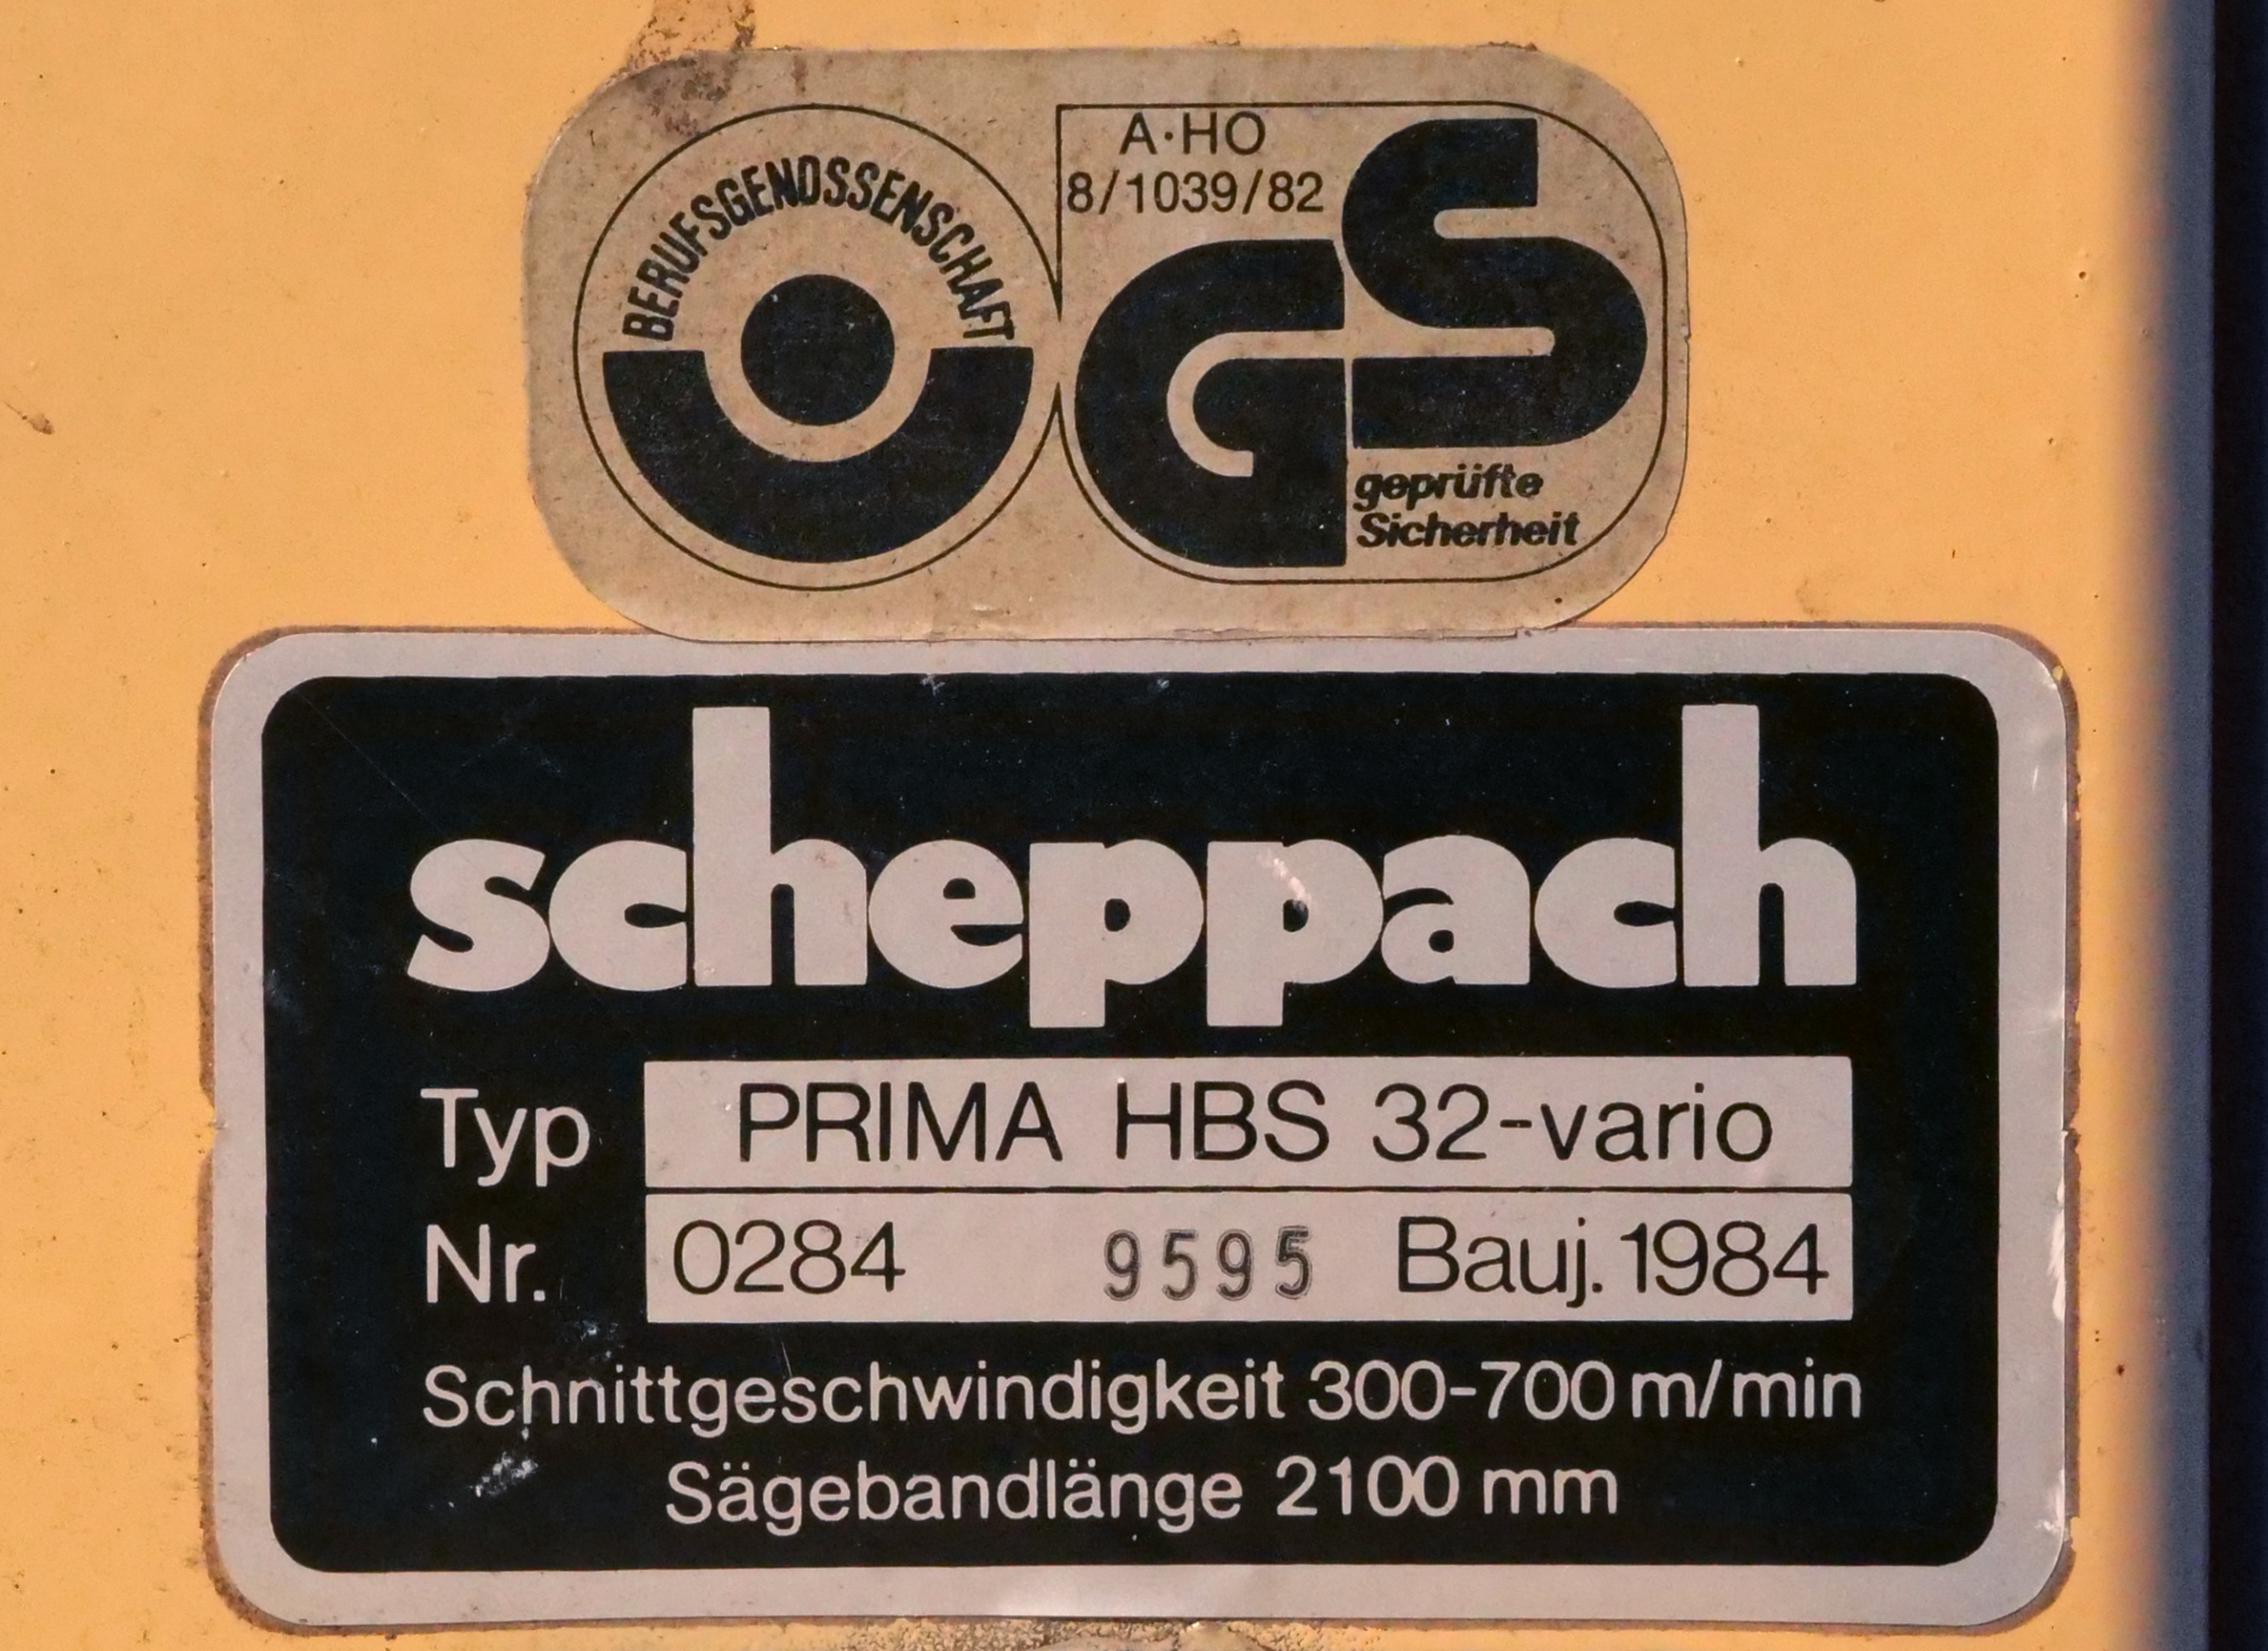 A·HO
8/1039/82
BERUFSGENOSSENSCHAFT
GS
geprüfte
Sicherheit
scheppach
Typ PRIMA HBS 32-vario
Nr. 0284 9595 Bauj. 1984
Schnittgeschwindigkeit 300-700 m/min
Sägebandlänge 2100 mm